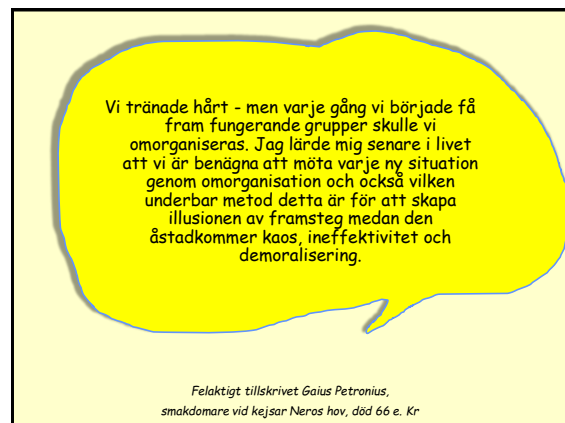 Vi tränade hårt - men varje gång vi började få
fram fungerande grupper skulle vi
omorganiseras. Jag lärde mig senare i livet
att vi är benägna att möta varje ny situation
genom omorganisation och också vilken
underbar metod detta är för att skapa
illusionen av framsteg medan den
åstadkommer kaos, ineffektivitet och
demoralisering.
Felaktigt tillskrivet Gaius Petronius,
smakdomare vid kejsar Neros hov, död 66 e. Kr